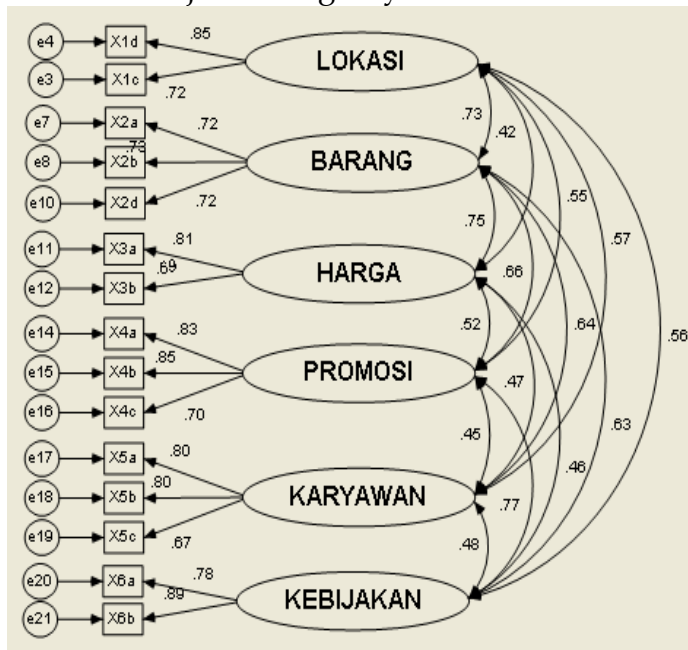 e4 X1d .85 LOKASI
e3 X1c .72
.73 .42
e7 X2a .72
e8 X2b .73 BARANG
e10 X2d .72
.55 .57
.75
e11 X3a .81 HARGA
e12 X3b .69
.66 .52 .64 .56
e14 X4a .83
e15 X4b .85 PROMOSI
e16 X4c .70
.47 .63
.45 .46
e17 X5a .80
e18 X5b .80 KARYAWAN
e19 X5c .67
.77 .48
e20 X6a .78 KEBIJAKAN
e21 X6b .89